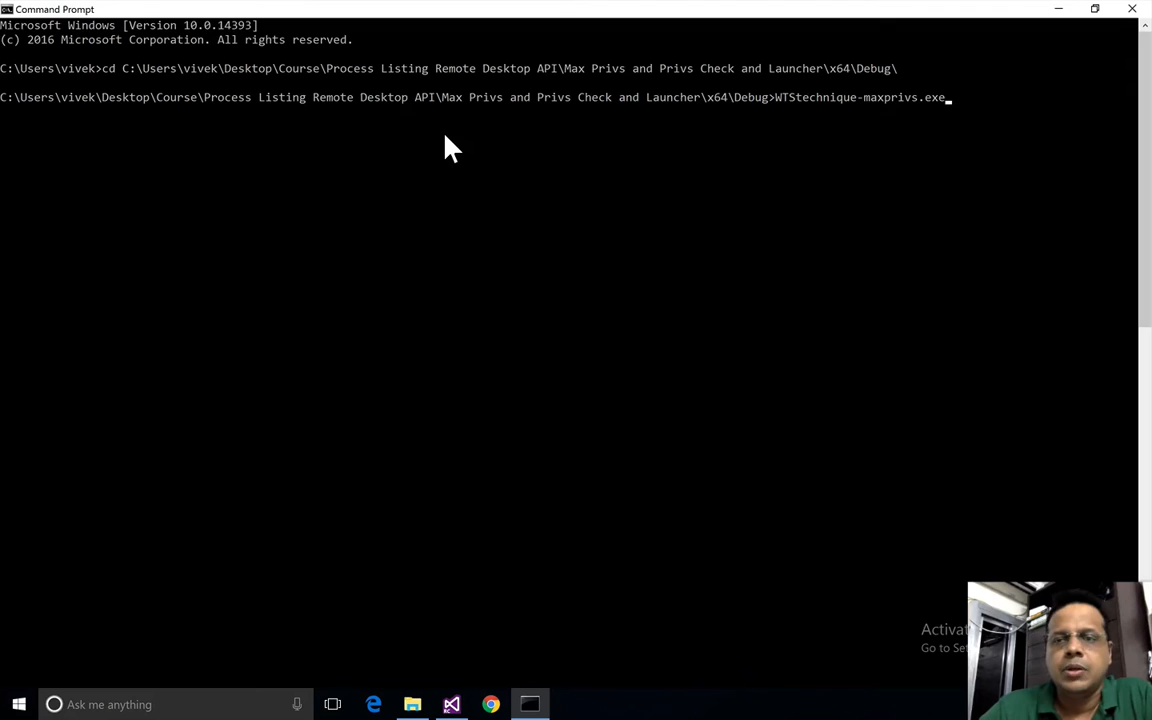 Command Prompt
Microsoft Windows [Version 10.0.14393]
(c) 2016 Microsoft Corporation. All rights reserved.
C:\Users\vivek>cd C:\Users\vivek\Desktop\Course\Process Listing Remote Desktop API\Max Privs and Privs Check and Launcher\x64\Debug\
C:\Users\vivek\Desktop\Course\Process Listing Remote Desktop API\Max Privs and Privs Check and Launcher\x64\Debug>WTStechnique-maxprivs.exe
Activat
Go to Set
Ask me anything